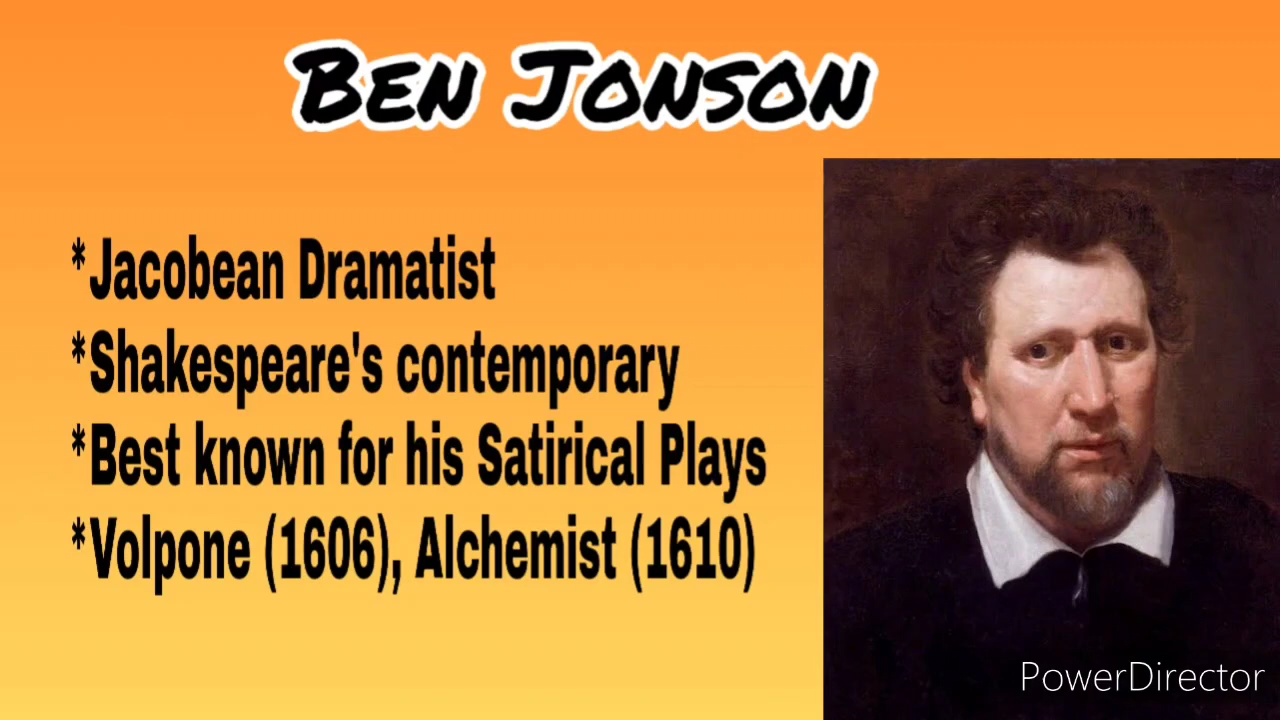 BEN JONSON
*Jacobean Dramatist
*Shakespeare's contemporary
*Best known for his Satirical Plays
*Volpone (1606), Alchemist (1610)
PowerDirector